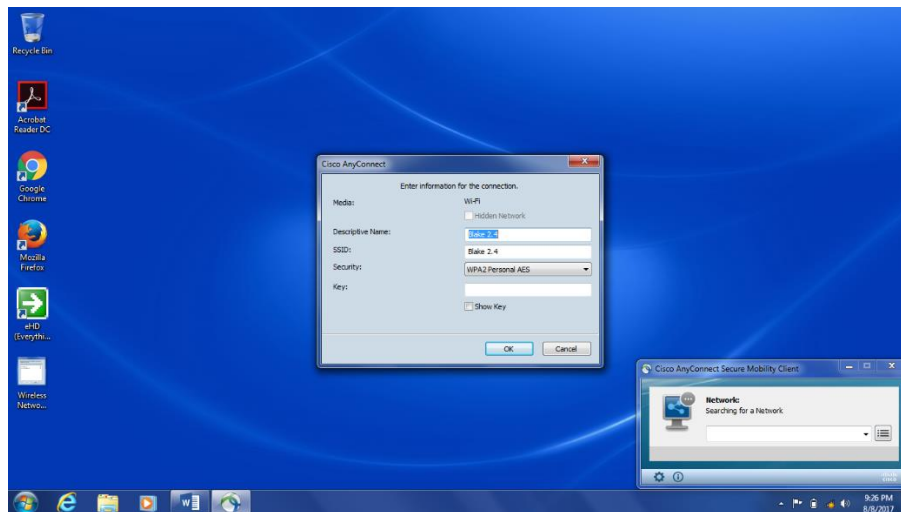 Recycle Bin
Acrobat
Reader DC
Google
Chrome
Mozilla
Firefox
eHD
(Everythi...
Wireless
Netwo...
Cisco AnyConnect
Enter information for the connection.
Media: Wi-Fi
Hidden Network
Descriptive Name: Blake 2.4
SSID: Blake 2.4
Security: WPA2 Personal AES
Key:
Show Key
OK Cancel
Cisco AnyConnect Secure Mobility Client
Network:
Searching for a Network
9:26 PM
8/8/2017